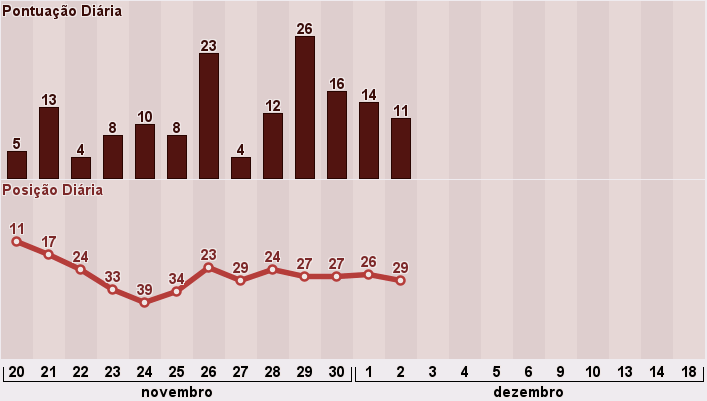 Pontuação Diária
5 13 4 8 10 8 23 4 12 26 16 14 11
Posição Diária
11 17 24 33 39 34 23 29 24 27 27 26 29
20 21 22 23 24 25 26 27 28 29 30 1 2 3 4 5 6 9 10 13 14 18
novembro dezembro